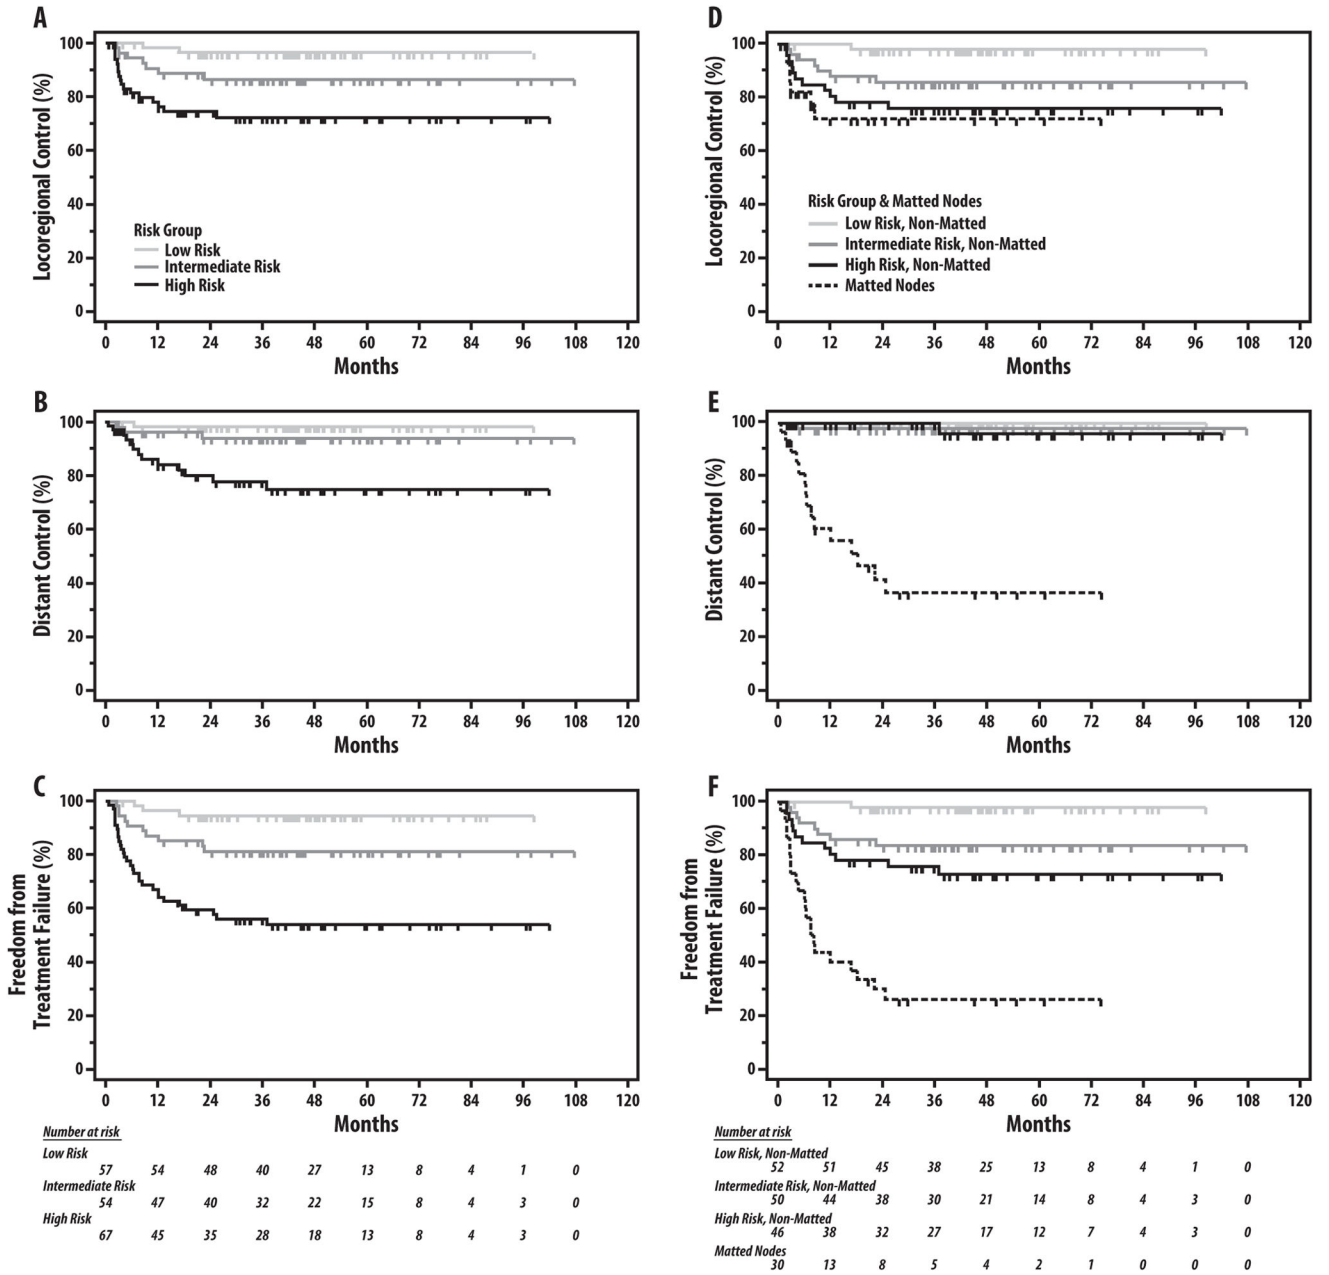 A
Locoregional Control (%)
100
80
60
40
20
0
Risk Group
Low Risk
Intermediate Risk
High Risk
0 12 24 36 48 60 72 84 96 108 120
Months
D
Locoregional Control (%)
100
80
60
40
20
0
Risk Group & Matted Nodes
Low Risk, Non-Matted
Intermediate Risk, Non-Matted
High Risk, Non-Matted
Matted Nodes
0 12 24 36 48 60 72 84 96 108 120
Months
B
Distant Control (%)
100
80
60
40
20
0
0 12 24 36 48 60 72 84 96 108 120
Months
E
Distant Control (%)
100
80
60
40
20
0
0 12 24 36 48 60 72 84 96 108 120
Months
C
Freedom from
Treatment Failure (%)
100
80
60
40
20
0
0 12 24 36 48 60 72 84 96 108 120
Months
Number at risk
Low Risk
57 54 48 40 27 13 8 4 1 0
Intermediate Risk
54 47 40 32 22 15 8 4 3 0
High Risk
67 45 35 28 18 13 8 4 3 0
F
Freedom from
Treatment Failure (%)
100
80
60
40
20
0
0 12 24 36 48 60 72 84 96 108 120
Months
Number at risk
Low Risk, Non-Matted
52 51 45 38 25 13 8 4 1 0
Intermediate Risk, Non-Matted
50 44 38 30 21 14 8 4 3 0
High Risk, Non-Matted
46 38 32 27 17 12 7 4 3 0
Matted Nodes
30 13 8 5 4 2 1 0 0 0